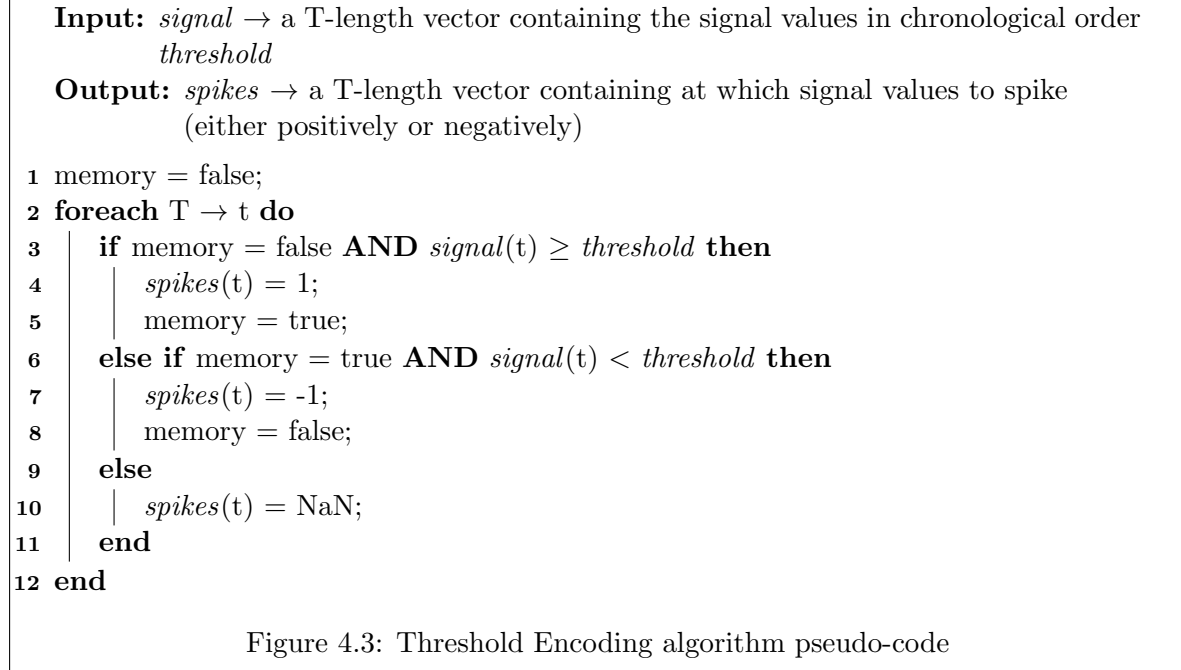 Input: signal → a T-length vector containing the signal values in chronological order
threshold
Output: spikes → a T-length vector containing at which signal values to spike
(either positively or negatively)
1 memory = false;
2 foreach T → t do
3 if memory = false AND signal(t) ≥ threshold then
4 spikes(t) = 1;
5 memory = true;
6 else if memory = true AND signal(t) < threshold then
7 spikes(t) = -1;
8 memory = false;
9 else
10 spikes(t) = NaN;
11 end
12 end
Figure 4.3: Threshold Encoding algorithm pseudo-code